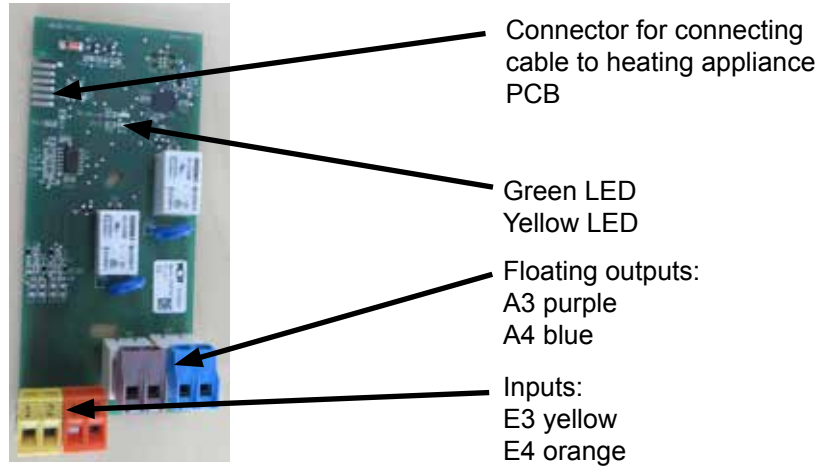 Connector for connecting
cable to heating appliance
PCB
Green LED
Yellow LED
Floating outputs:
A3 purple
A4 blue
Inputs:
E3 yellow
E4 orange